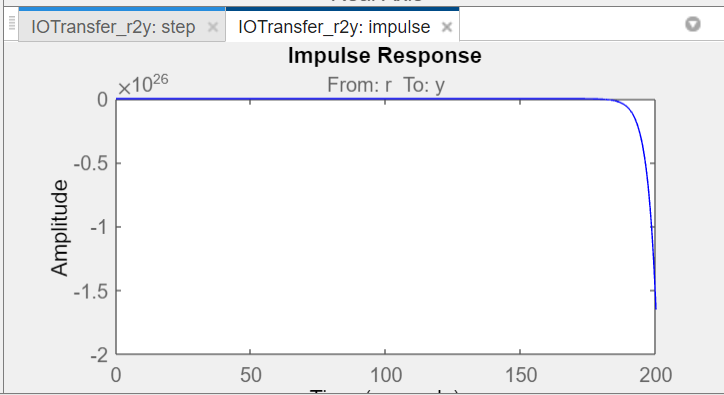 IOTransfer_r2y: step × IOTransfer_r2y: impulse ×
Impulse Response
From: r To: y
×10^26
0
-0.5
-1
-1.5
-2
Amplitude
0 50 100 150 200